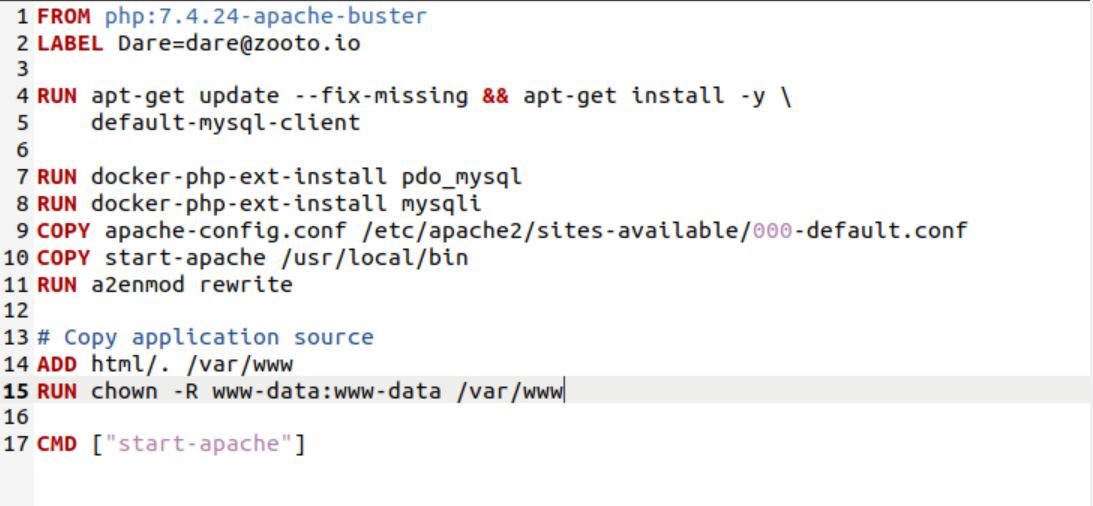 1 FROM php:7.4.24-apache-buster
2 LABEL Dare=dare@zooto.io
3
4 RUN apt-get update --fix-missing && apt-get install -y \
5     default-mysql-client
6
7 RUN docker-php-ext-install pdo_mysql
8 RUN docker-php-ext-install mysqli
9 COPY apache-config.conf /etc/apache2/sites-available/000-default.conf
10 COPY start-apache /usr/local/bin
11 RUN a2enmod rewrite
12
13 # Copy application source
14 ADD html/. /var/www
15 RUN chown -R www-data:www-data /var/www
16
17 CMD ["start-apache"]